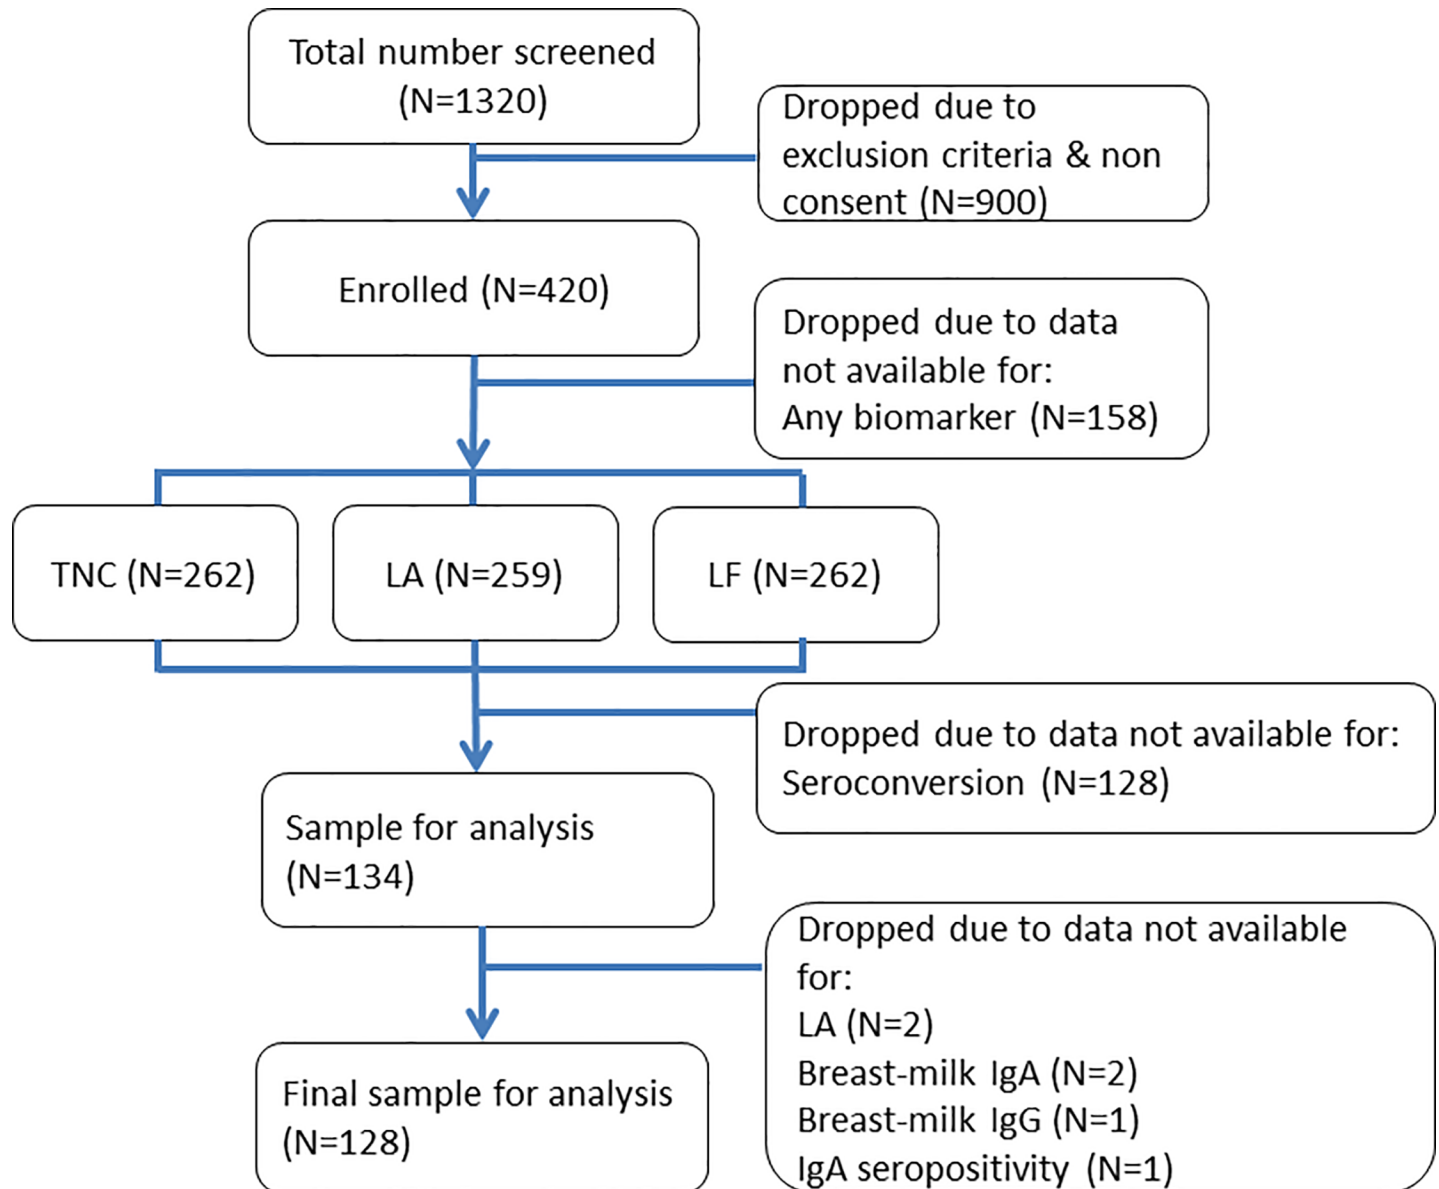 Total number screened
(N=1320)
Dropped due to
exclusion criteria & non
consent (N=900)
Enrolled (N=420)
Dropped due to data
not available for:
Any biomarker (N=158)
TNC (N=262)
LA (N=259)
LF (N=262)
Dropped due to data not available for:
Seroconversion (N=128)
Sample for analysis
(N=134)
Dropped due to data not available
for:
LA (N=2)
Breast-milk IgA (N=2)
Breast-milk IgG (N=1)
IgA seropositivity (N=1)
Final sample for analysis
(N=128)